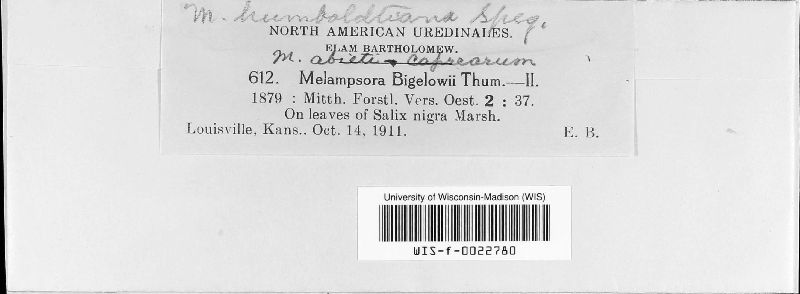 M. humboldtiana Speg.
NORTH AMERICAN UREDINALES.
ELAM BARTHOLOMEW.
M. abieti-caprearum
612. Melampsora Bigelowii Thum.—II.
1879 : Mitth. Forstl. Vers. Oest. 2 : 37.
On leaves of Salix nigra Marsh.
Louisville, Kans.. Oct. 14, 1911. E. B.
University of Wisconsin-Madison (WIS)
WIS-f-0022780